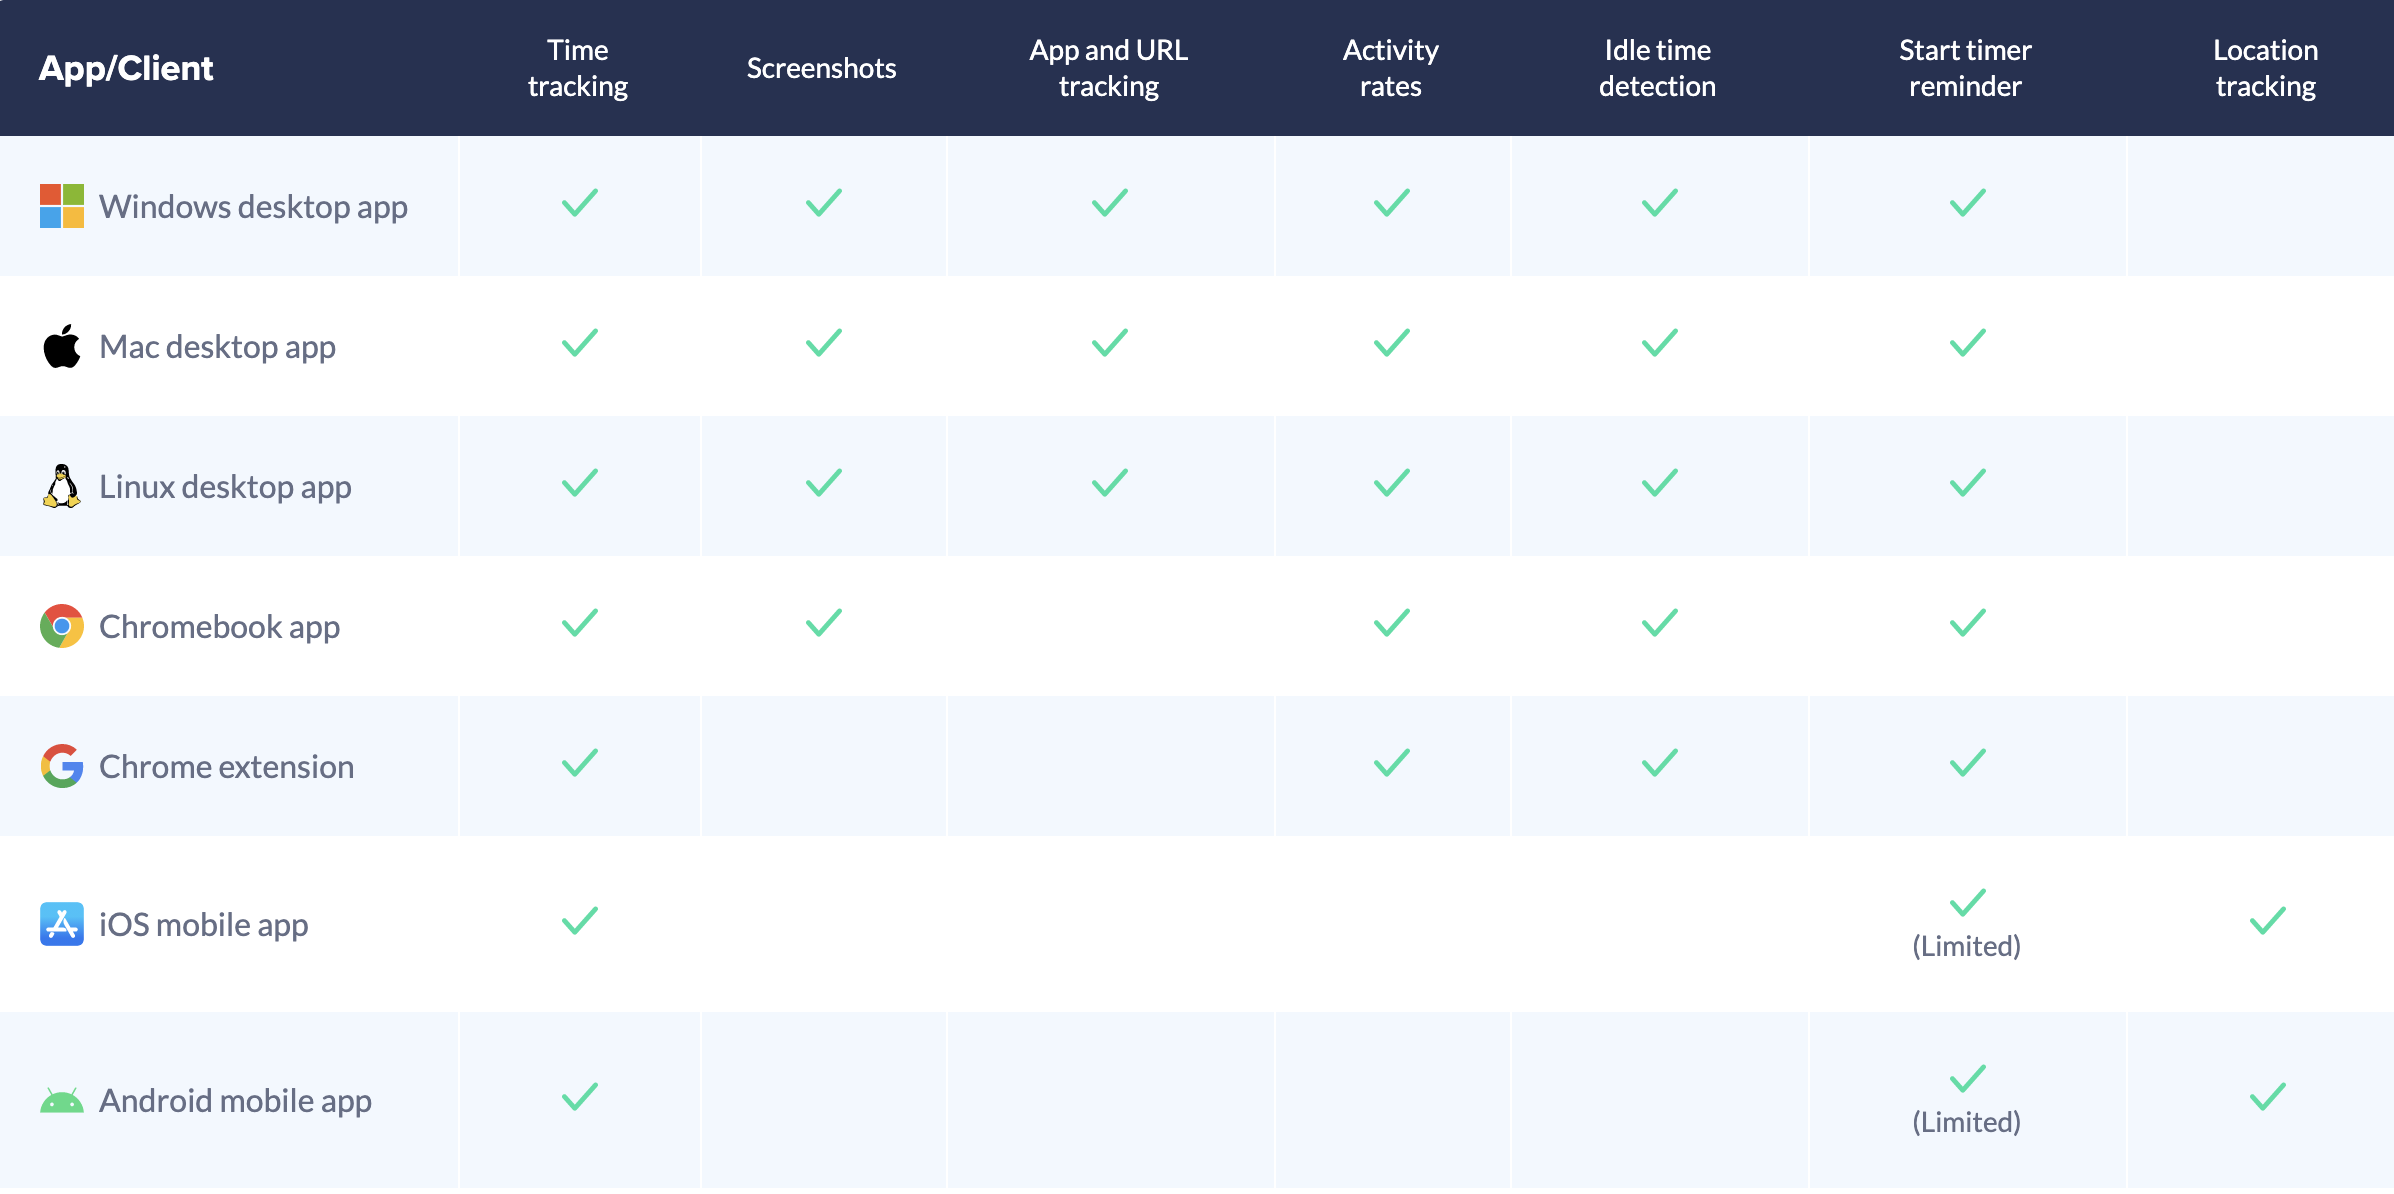 App/Client
Time
tracking
Screenshots
App and URL
tracking
Activity
rates
Idle time
detection
Start timer
reminder
Location
tracking
Windows desktop app
Mac desktop app
Linux desktop app
Chromebook app
Chrome extension
iOS mobile app
(Limited)
Android mobile app
(Limited)